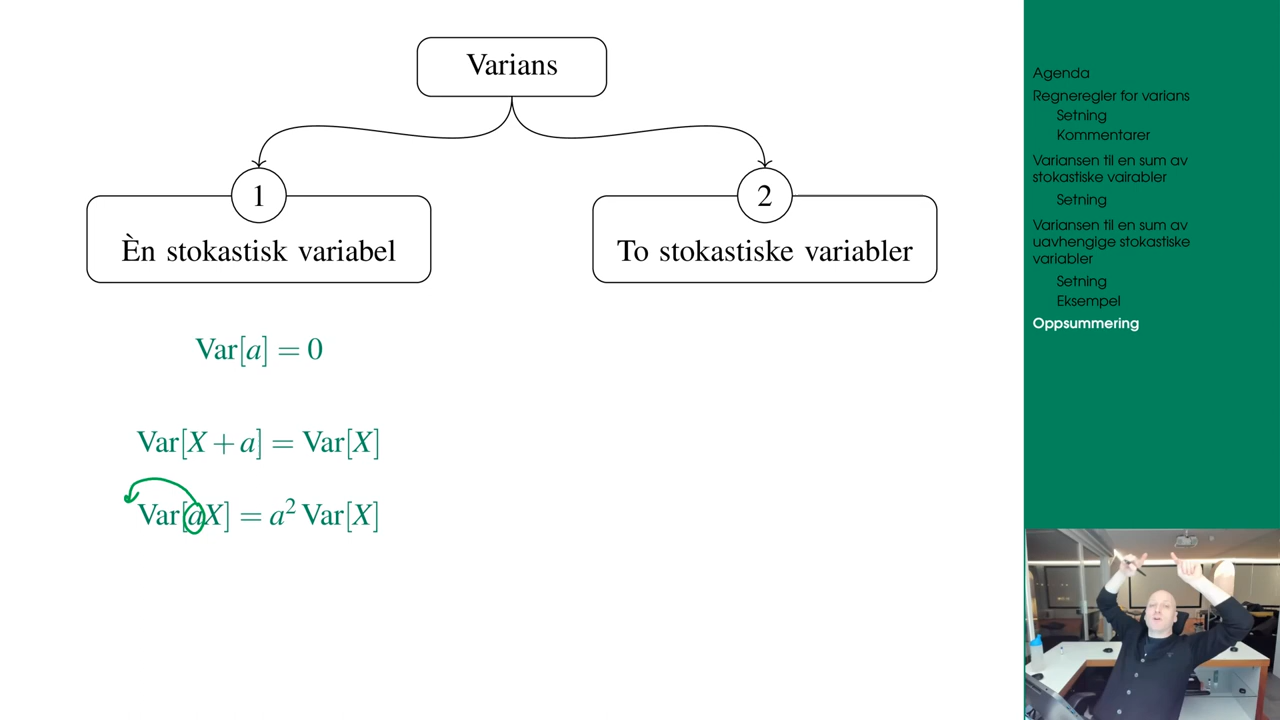 Varians
1
2
Èn stokastisk variabel
To stokastiske variabler
Var[a] = 0
Var[X + a] = Var[X]
Var[aX] = a² Var[X]
Agenda
Regneregler for varians
Setning
Kommentarer
Variansen til en sum av
stokastiske vairabler
Setning
Variansen til en sum av
uavhengige stokastiske
variabler
Setning
Eksempel
Oppsummering